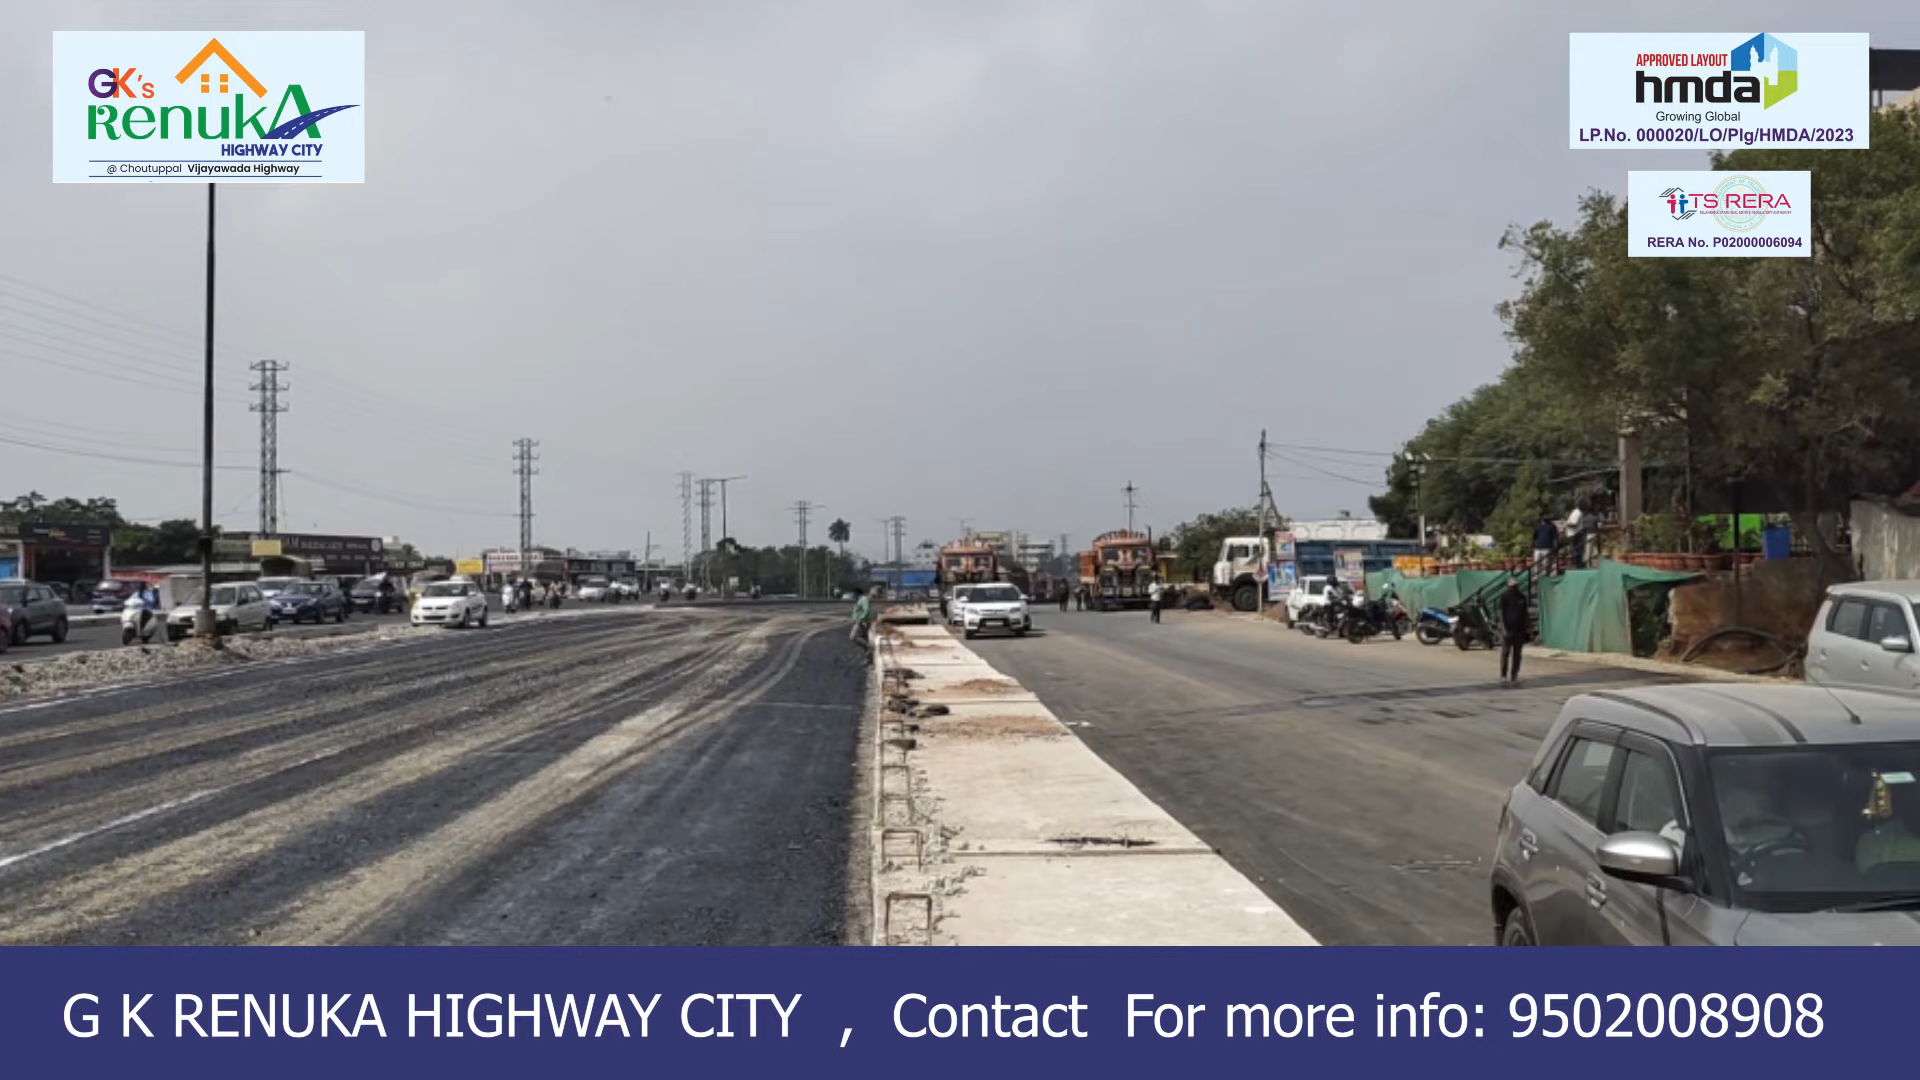 GK's
RenukA
HIGHWAY CITY
@ Choutuppal Vijayawada Highway
APPROVED LAYOUT
hmda
Growing Global
LP.No. 000020/LO/Plg/HMDA/2023
TS RERA
RERA No. P02000006094
G K RENUKA HIGHWAY CITY , Contact For more info: 9502008908